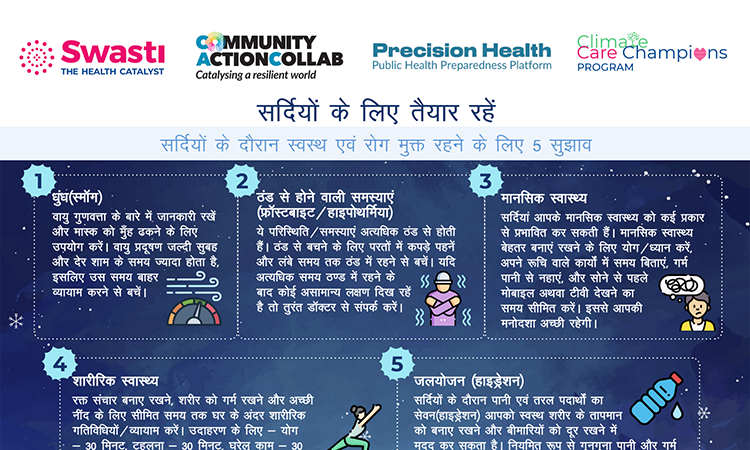 Swasti
THE HEALTH CATALYST
COMMUNITY
ACTIONCOLLAB
Catalysing a resilient world
Precision Health
Public Health Preparedness Platform
Climate
Care Champions
PROGRAM
सर्दियों के लिए तैयार रहें
सर्दियों के दौरान स्वस्थ एवं रोग मुक्त रहने के लिए 5 सुझाव
1
धुंध(स्मॉग)
वायु गुणवत्ता के बारे में जानकारी रखें
और मास्क को मुँह ढकने के लिए
उपयोग करें। वायु प्रदूषण जल्दी सुबह
और देर शाम के समय ज्यादा होता है,
इसलिए उस समय बाहर
व्यायाम करने से बचें।
2
ठंड से होने वाली समस्याएं
(फ्रॉस्टबाइट/हाइपोथर्मिया)
ये परिस्थिति/समस्याएं अत्यधिक ठंड से होती
हैं। ठंड से बचने के लिए परतों में कपड़े पहनें
और लंबे समय तक ठंड में रहने से बचें। यदि
अत्यधिक समय ठण्ड में रहने के
बाद कोई असामान्य लक्षण दिख रहें
है तो तुरंत डॉक्टर से संपर्क करें।
3
मानसिक स्वास्थ्य
सर्दियां आपके मानसिक स्वास्थ्य को कई प्रकार
से प्रभावित कर सकती हैं। मानसिक स्वास्थ्य
बेहतर बनाएं रखने के लिए योग/ध्यान करें,
अपने रूचि वाले कार्यों में समय बिताएं, गर्म
पानी से नहाएं, और सोने से पहले
मोबाइल अथवा टीवी देखने का
समय सीमित करें। इससे आपकी
मनोदशा अच्छी रहेगी।
4
शारीरिक स्वास्थ्य
रक्त संचार बनाए रखने, शरीर को गर्म रखने और अच्छी
नींद के लिए सीमित समय तक घर के अंदर शारीरिक
गतिविधियों/व्यायाम करें। उदाहरण के लिए – योग
– 30 मिनट, टहलना – 30 मिनट, घरेलू काम – 30
5
जलयोजन (हाइड्रेशन)
सर्दियों के दौरान पानी एवं तरल पदार्थों का
सेवन(हाइड्रेशन) आपको स्वस्थ शरीर के तापमान
को बनाए रखने और बीमारियों को दूर रखने में
मदद कर सकता है। नियमित रूप से गुनगुना पानी और गर्म